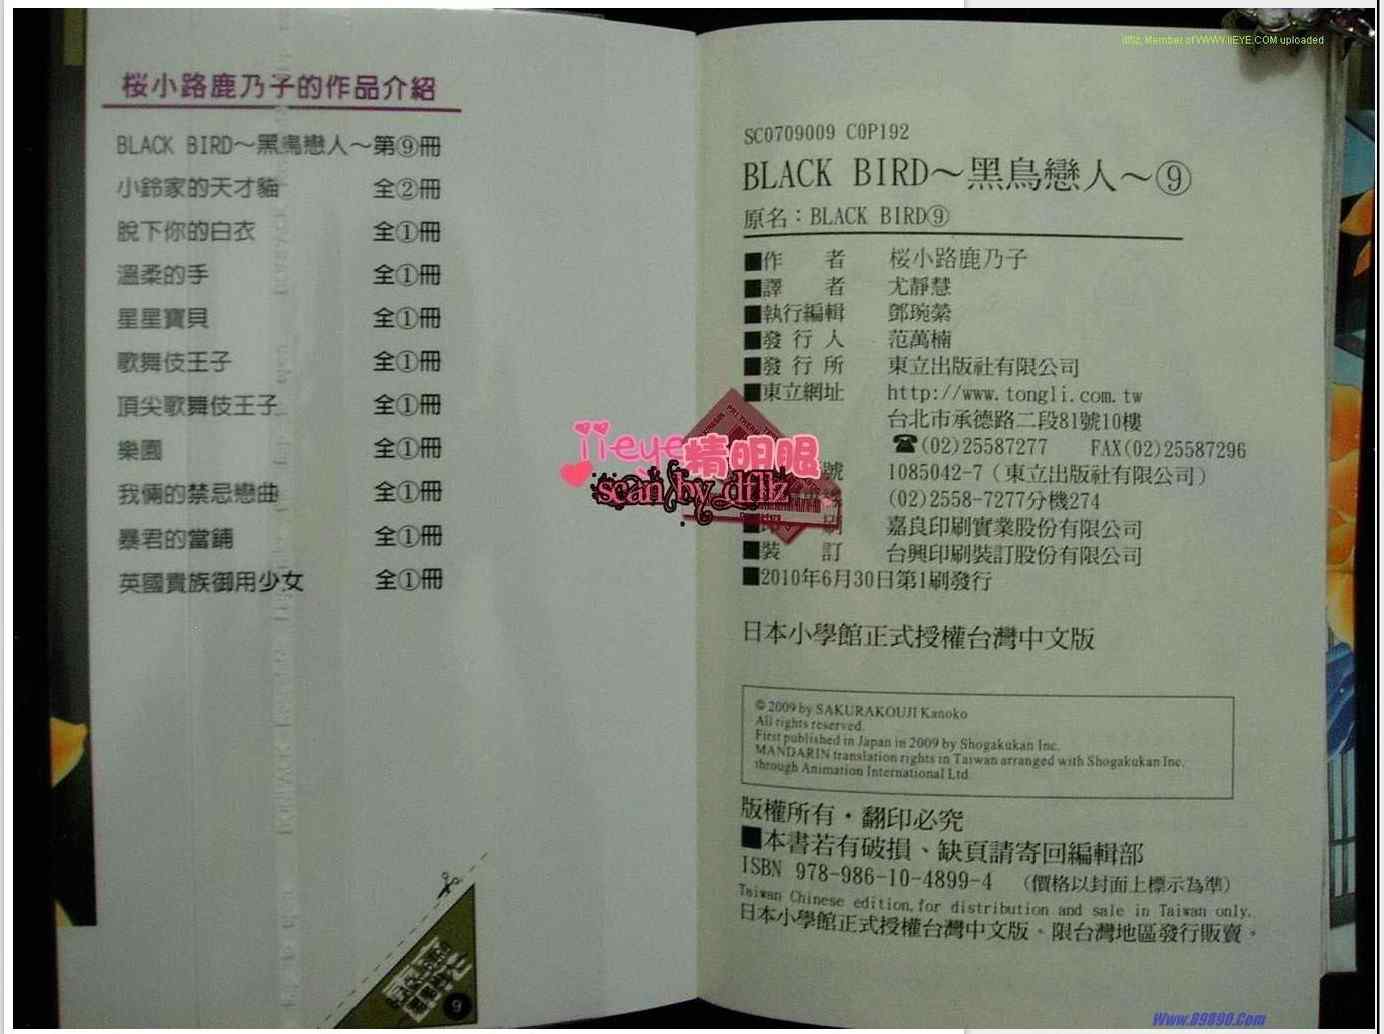 dfllz, Member of WWW.IIEYE.COM uploaded
桜小路鹿乃子的作品介紹
BLACK BIRD～黑鳥戀人～第⑨冊
小鈴家的天才貓 全②冊
脫下你的白衣 全①冊
溫柔的手 全①冊
星星寶貝 全①冊
歌舞伎王子 全①冊
頂尖歌舞伎王子 全①冊
樂園 全①冊
我倆的禁忌戀曲 全①冊
暴君的當鋪 全①冊
英國貴族御用少女 全①冊
9
SC0709009 C0P192
BLACK BIRD～黑鳥戀人～⑨
原名：BLACK BIRD⑨
■作 者 桜小路鹿乃子
■譯 者 尤靜慧
■執行編輯 鄧琬縈
■發 行 人 范萬楠
■發 行 所 東立出版社有限公司
■東立網址 http://www.tongli.com.tw
台北市承德路二段81號10樓
☎(02)25587277 FAX(02)25587296
號 1085042-7（東立出版社有限公司）
(02)2558-7277分機274
刷 嘉良印刷實業股份有限公司
■裝 訂 台興印刷裝訂股份有限公司
■2010年6月30日第1刷發行
iieye精明眼
scan by dfllz
日本小學館正式授權台灣中文版
© 2009 by SAKURAKOUJI Kanoko
All rights reserved.
First published in Japan in 2009 by Shogakukan Inc.
MANDARIN translation rights in Taiwan arranged with Shogakukan Inc.
through Animation International Ltd.
版權所有・翻印必究
■本書若有破損、缺頁請寄回編輯部
ISBN 978-986-10-4899-4 （價格以封面上標示為準）
Taiwan Chinese edition,for distribution and sale in Taiwan only.
日本小學館正式授權台灣中文版。限台灣地區發行販賣。
Www.89890.Com